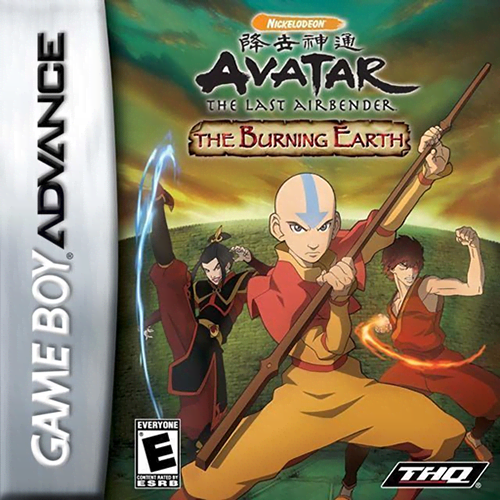 GAME BOY ADVANCE
NICKELODEON
降世神通
AVATAR
THE LAST AIRBENDER
THE BURNING EARTH
EVERYONE
E
CONTENT RATED BY
ESRB
THQ